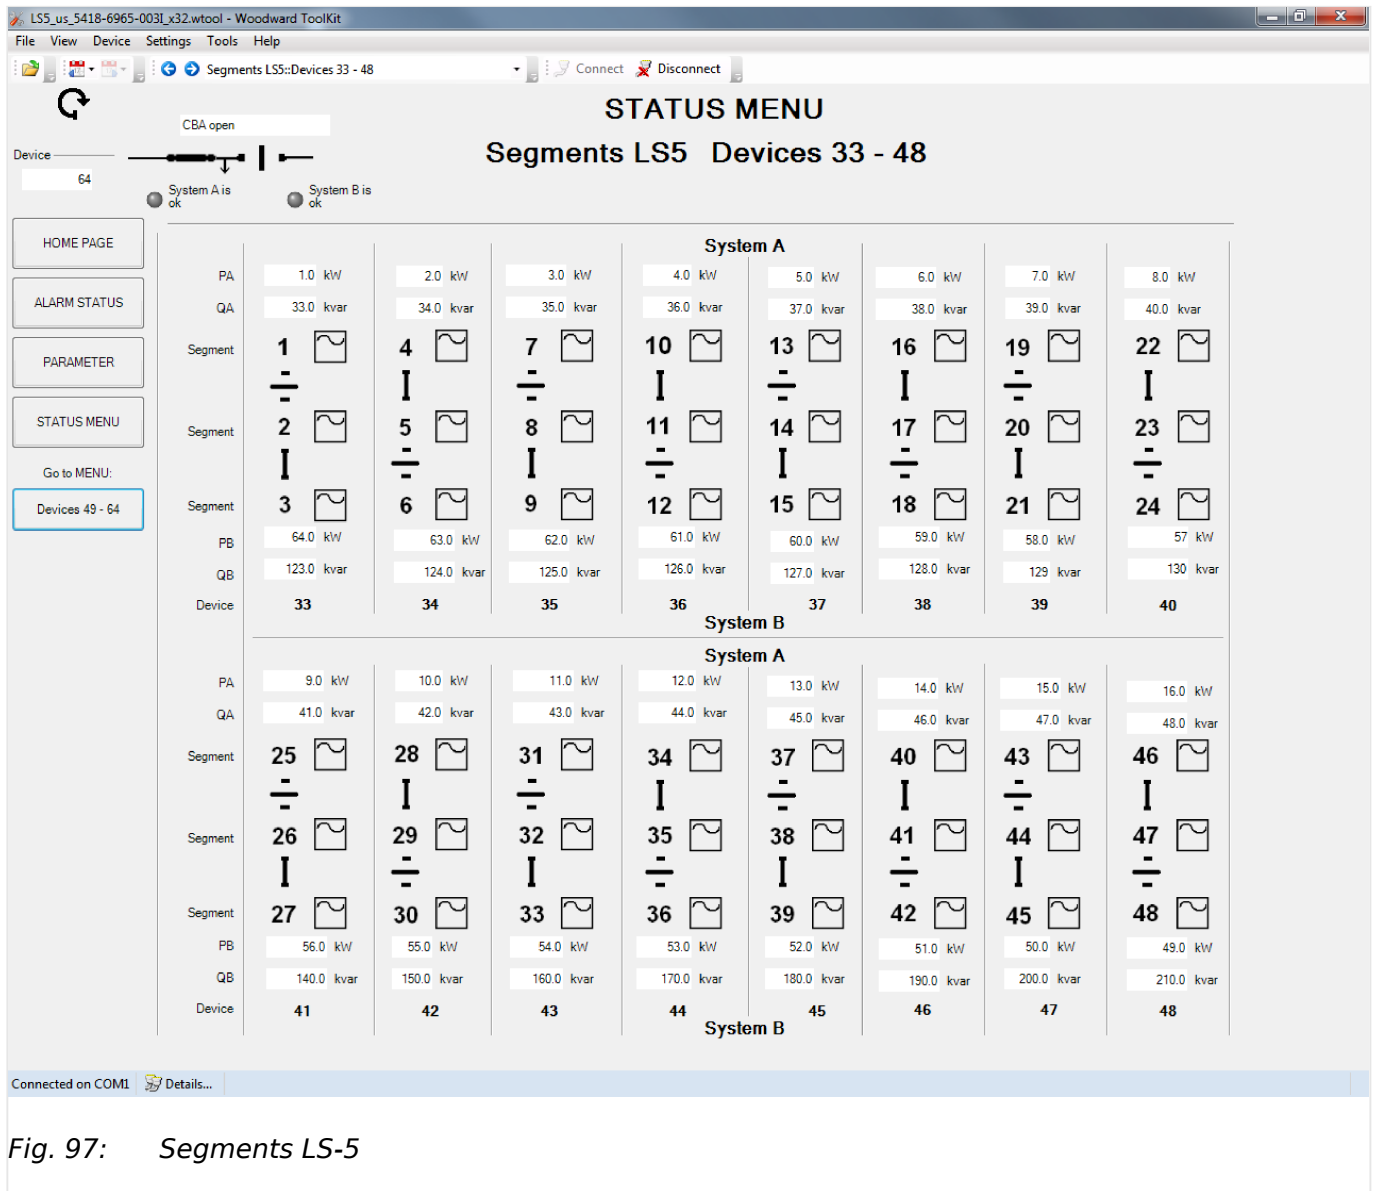 LS5_us_5418-6965-003I_x32.wtool - Woodward ToolKit
File View Device Settings Tools Help
Segments LS5::Devices 33 - 48 Connect Disconnect
STATUS MENU
CBA open
Segments LS5 Devices 33 - 48
Device
64
System A is ok System B is ok
HOME PAGE
ALARM STATUS
PARAMETER
STATUS MENU
Go to MENU:
Devices 49 - 64
System A
PA 1.0 kW 2.0 kW 3.0 kW 4.0 kW 5.0 kW 6.0 kW 7.0 kW 8.0 kW
QA 33.0 kvar 34.0 kvar 35.0 kvar 36.0 kvar 37.0 kvar 38.0 kvar 39.0 kvar 40.0 kvar
Segment 1 4 7 10 13 16 19 22
Segment 2 5 8 11 14 17 20 23
Segment 3 6 9 12 15 18 21 24
PB 64.0 kW 63.0 kW 62.0 kW 61.0 kW 60.0 kW 59.0 kW 58.0 kW 57 kW
QB 123.0 kvar 124.0 kvar 125.0 kvar 126.0 kvar 127.0 kvar 128.0 kvar 129 kvar 130 kvar
Device 33 34 35 36 37 38 39 40
System B
System A
PA 9.0 kW 10.0 kW 11.0 kW 12.0 kW 13.0 kW 14.0 kW 15.0 kW 16.0 kW
QA 41.0 kvar 42.0 kvar 43.0 kvar 44.0 kvar 45.0 kvar 46.0 kvar 47.0 kvar 48.0 kvar
Segment 25 28 31 34 37 40 43 46
Segment 26 29 32 35 38 41 44 47
Segment 27 30 33 36 39 42 45 48
PB 56.0 kW 55.0 kW 54.0 kW 53.0 kW 52.0 kW 51.0 kW 50.0 kW 49.0 kW
QB 140.0 kvar 150.0 kvar 160.0 kvar 170.0 kvar 180.0 kvar 190.0 kvar 200.0 kvar 210.0 kvar
Device 41 42 43 44 45 46 47 48
System B
Connected on COM1 Details...
Fig. 97: Segments LS-5